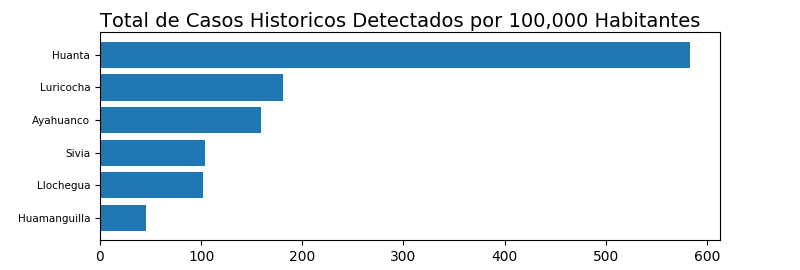 Total de Casos Historicos Detectados por 100,000 Habitantes
Huanta
Luricocha
Ayahuanco
Sivia
Llochegua
Huamanguilla
0 100 200 300 400 500 600